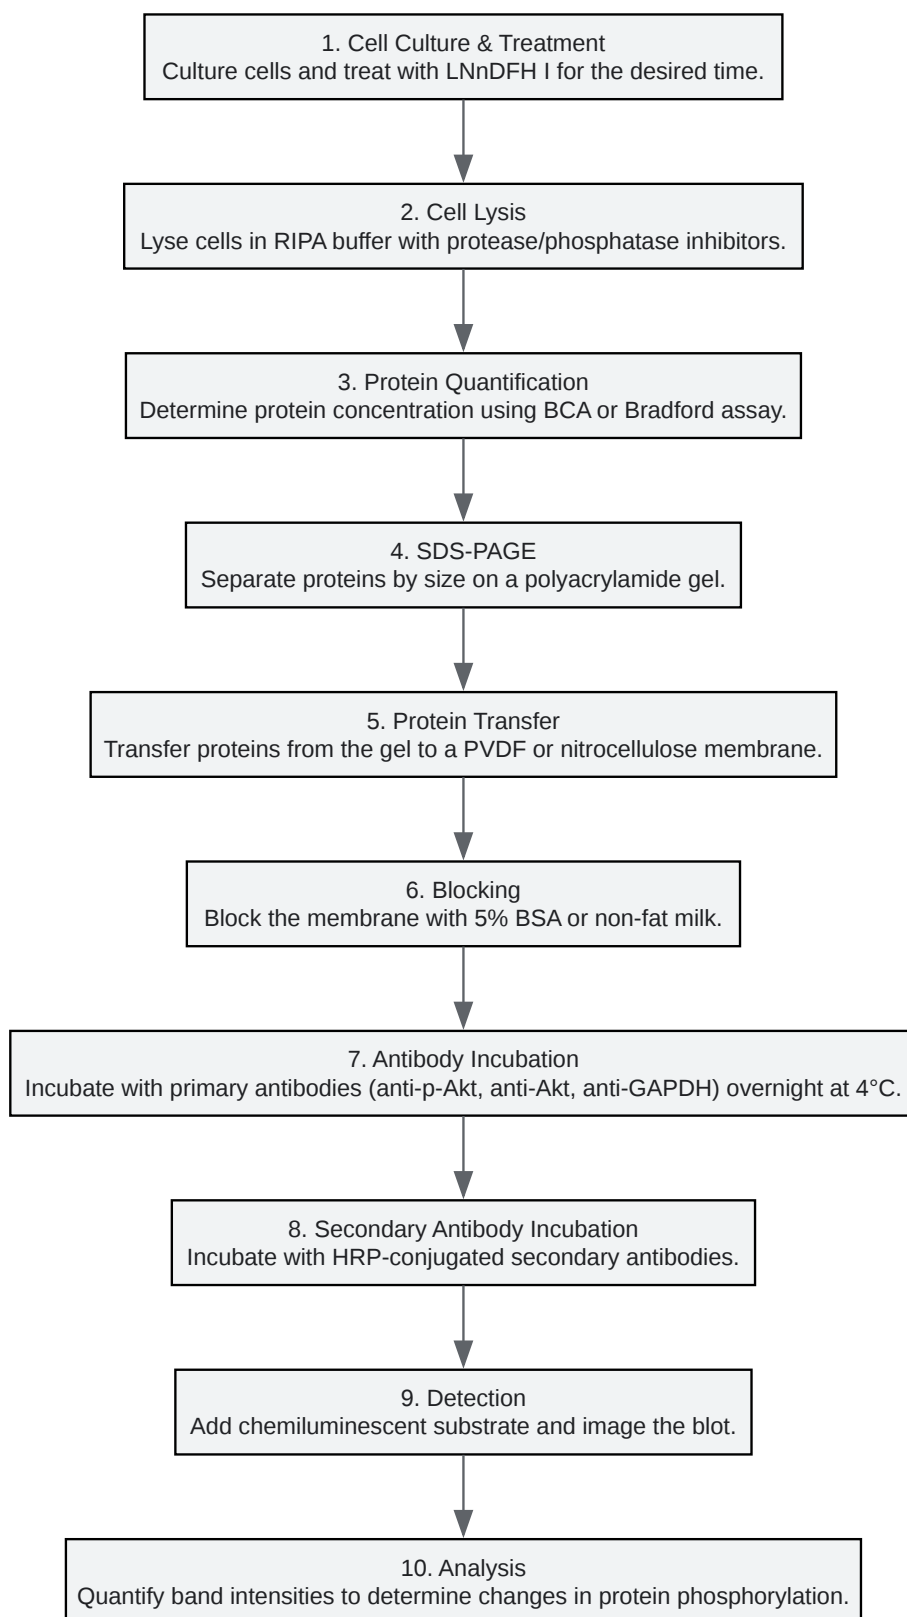 1. Cell Culture & Treatment
Culture cells and treat with LNnDFH I for the desired time.
2. Cell Lysis
Lyse cells in RIPA buffer with protease/phosphatase inhibitors.
3. Protein Quantification
Determine protein concentration using BCA or Bradford assay.
4. SDS-PAGE
Separate proteins by size on a polyacrylamide gel.
5. Protein Transfer
Transfer proteins from the gel to a PVDF or nitrocellulose membrane.
6. Blocking
Block the membrane with 5% BSA or non-fat milk.
7. Antibody Incubation
Incubate with primary antibodies (anti-p-Akt, anti-Akt, anti-GAPDH) overnight at 4°C.
8. Secondary Antibody Incubation
Incubate with HRP-conjugated secondary antibodies.
9. Detection
Add chemiluminescent substrate and image the blot.
10. Analysis
Quantify band intensities to determine changes in protein phosphorylation.